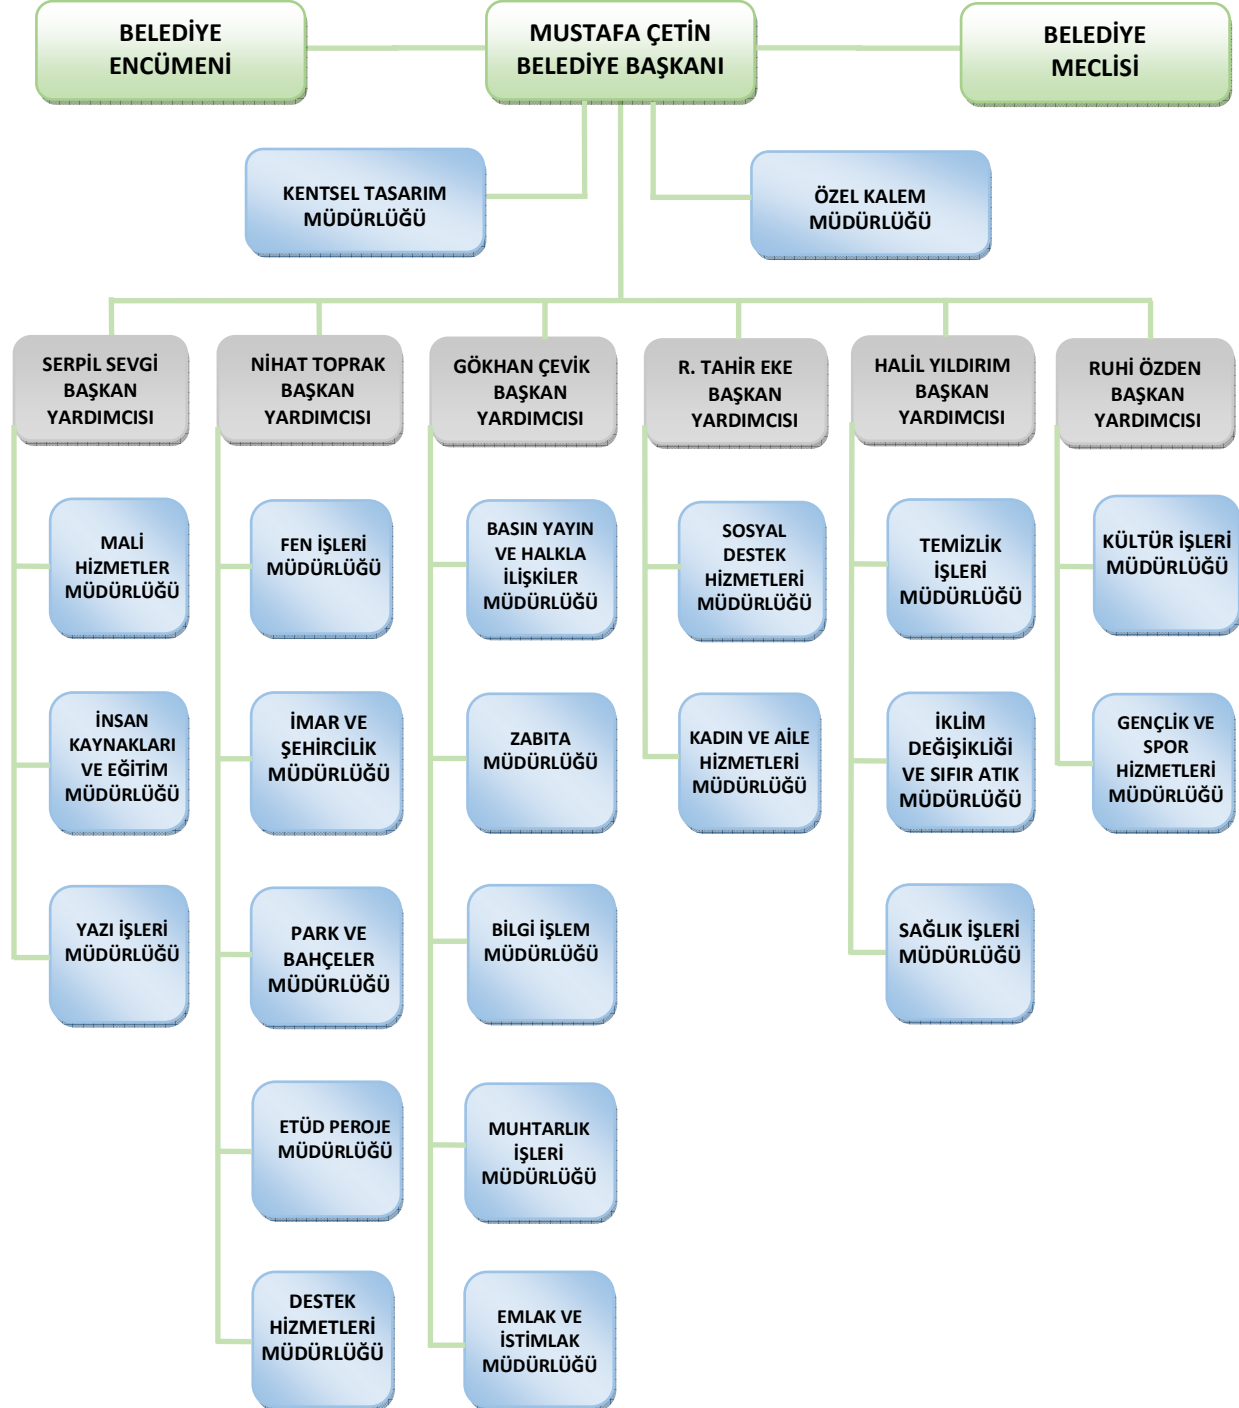 BELEDİYE
ENCÜMENİ
MUSTAFA ÇETİN
BELEDİYE BAŞKANI
BELEDİYE
MECLİSİ
KENTSEL TASARIM
MÜDÜRLÜĞÜ
ÖZEL KALEM
MÜDÜRLÜĞÜ
SERPİL SEVGİ
BAŞKAN
YARDIMCISI
NİHAT TOPRAK
BAŞKAN
YARDIMCISI
GÖKHAN ÇEVİK
BAŞKAN
YARDIMCISI
R. TAHİR EKE
BAŞKAN
YARDIMCISI
HALİL YILDIRIM
BAŞKAN
YARDIMCISI
RUHİ ÖZDEN
BAŞKAN
YARDIMCISI
MALİ
HİZMETLER
MÜDÜRLÜĞÜ
FEN İŞLERİ
MÜDÜRLÜĞÜ
BASIN YAYIN
VE HALKLA
İLİŞKİLER
MÜDÜRLÜĞÜ
SOSYAL
DESTEK
HİZMETLERİ
MÜDÜRLÜĞÜ
TEMİZLİK
İŞLERİ
MÜDÜRLÜĞÜ
KÜLTÜR İŞLERİ
MÜDÜRLÜĞÜ
İNSAN
KAYNAKLARI
VE EĞİTİM
MÜDÜRLÜĞÜ
İMAR VE
ŞEHİRCİLİK
MÜDÜRLÜĞÜ
ZABITA
MÜDÜRLÜĞÜ
KADIN VE AİLE
HİZMETLERİ
MÜDÜRLÜĞÜ
İKLİM
DEĞİŞİKLİĞİ
VE SIFIR ATIK
MÜDÜRLÜĞÜ
GENÇLİK VE
SPOR
HİZMETLERİ
MÜDÜRLÜĞÜ
YAZI İŞLERİ
MÜDÜRLÜĞÜ
PARK VE
BAHÇELER
MÜDÜRLÜĞÜ
BİLGİ İŞLEM
MÜDÜRLÜĞÜ
SAĞLIK İŞLERİ
MÜDÜRLÜĞÜ
ETÜD PEROJE
MÜDÜRLÜĞÜ
MUHTARLIK
İŞLERİ
MÜDÜRLÜĞÜ
DESTEK
HİZMETLERİ
MÜDÜRLÜĞÜ
EMLAK VE
İSTİMLAK
MÜDÜRLÜĞÜ